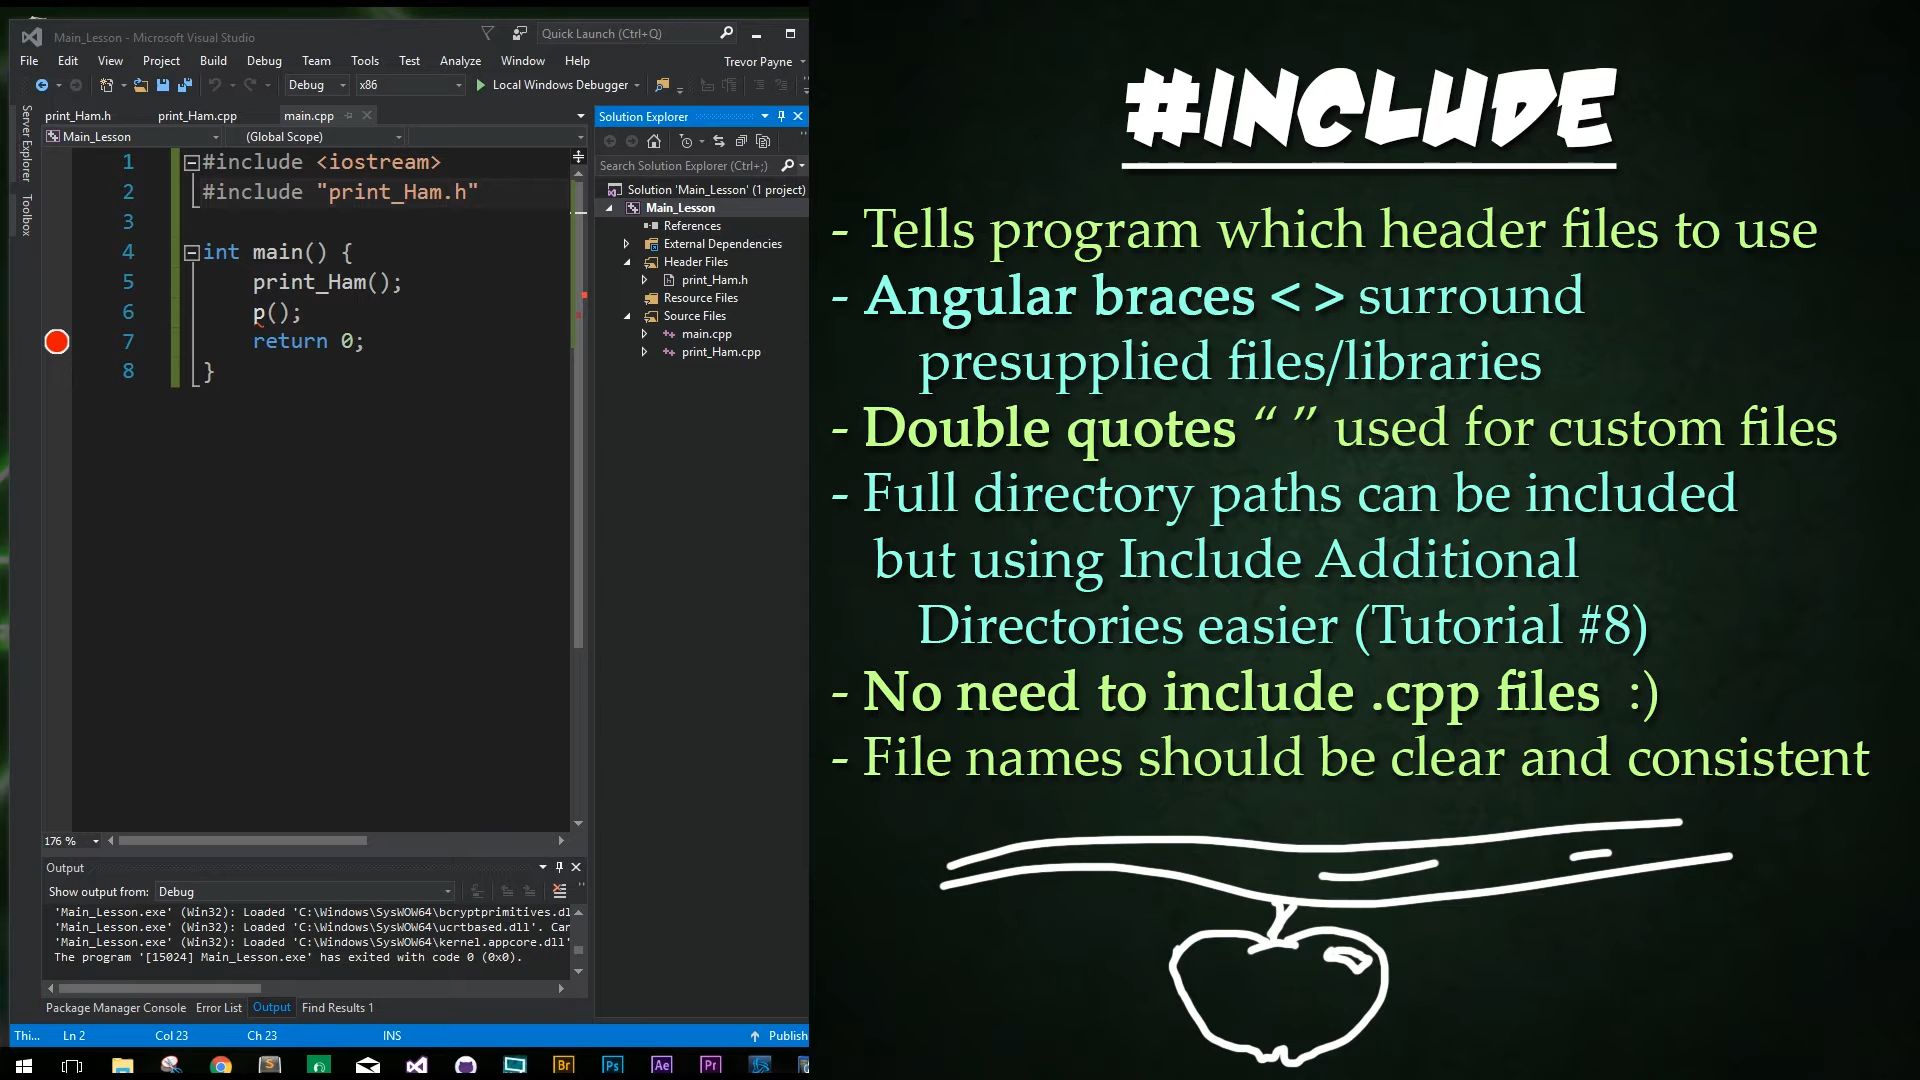 Main_Lesson - Microsoft Visual Studio
Quick Launch (Ctrl+Q)
File Edit View Project Build Debug Team Tools Test Analyze Window Help
Trevor Payne
Debug x86 Local Windows Debugger
Server Explorer
Toolbox
print_Ham.h print_Ham.cpp main.cpp
Main_Lesson (Global Scope)
1 #include <iostream>
2 #include "print_Ham.h"
3
4 int main() {
5 print_Ham();
6 p();
7 return 0;
8 }
176 %
Solution Explorer
Search Solution Explorer (Ctrl+;)
Solution 'Main_Lesson' (1 project)
Main_Lesson
References
External Dependencies
Header Files
print_Ham.h
Resource Files
Source Files
main.cpp
print_Ham.cpp
Output
Show output from: Debug
'Main_Lesson.exe' (Win32): Loaded 'C:\Windows\SysWOW64\bcryptprimitives.dl
'Main_Lesson.exe' (Win32): Loaded 'C:\Windows\SysWOW64\ucrtbased.dll'. Can
'Main_Lesson.exe' (Win32): Loaded 'C:\Windows\SysWOW64\kernel.appcore.dll'
The program '[15024] Main_Lesson.exe' has exited with code 0 (0x0).
Package Manager Console Error List Output Find Results 1
Thi... Ln 2 Col 23 Ch 23 INS Publish
Br Ps Ae Pr
#INCLUDE
- Tells program which header files to use
- Angular braces < > surround
presupplied files/libraries
- Double quotes “ ” used for custom files
- Full directory paths can be included
but using Include Additional
Directories easier (Tutorial #8)
- No need to include .cpp files :)
- File names should be clear and consistent